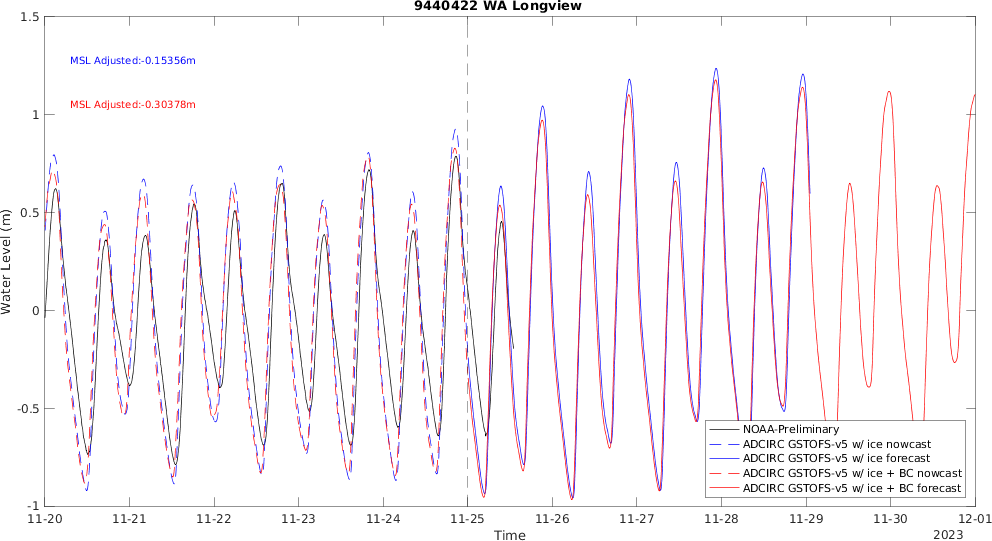 9440422 WA Longview
MSL Adjusted:-0.15356m
MSL Adjusted:-0.30378m
Water Level (m)
1.5
1
0.5
0
-0.5
-1
NOAA-Preliminary
ADCIRC GSTOFS-v5 w/ ice nowcast
ADCIRC GSTOFS-v5 w/ ice forecast
ADCIRC GSTOFS-v5 w/ ice + BC nowcast
ADCIRC GSTOFS-v5 w/ ice + BC forecast
11-20 11-21 11-22 11-23 11-24 11-25 11-26 11-27 11-28 11-29 11-30 12-01
Time
2023